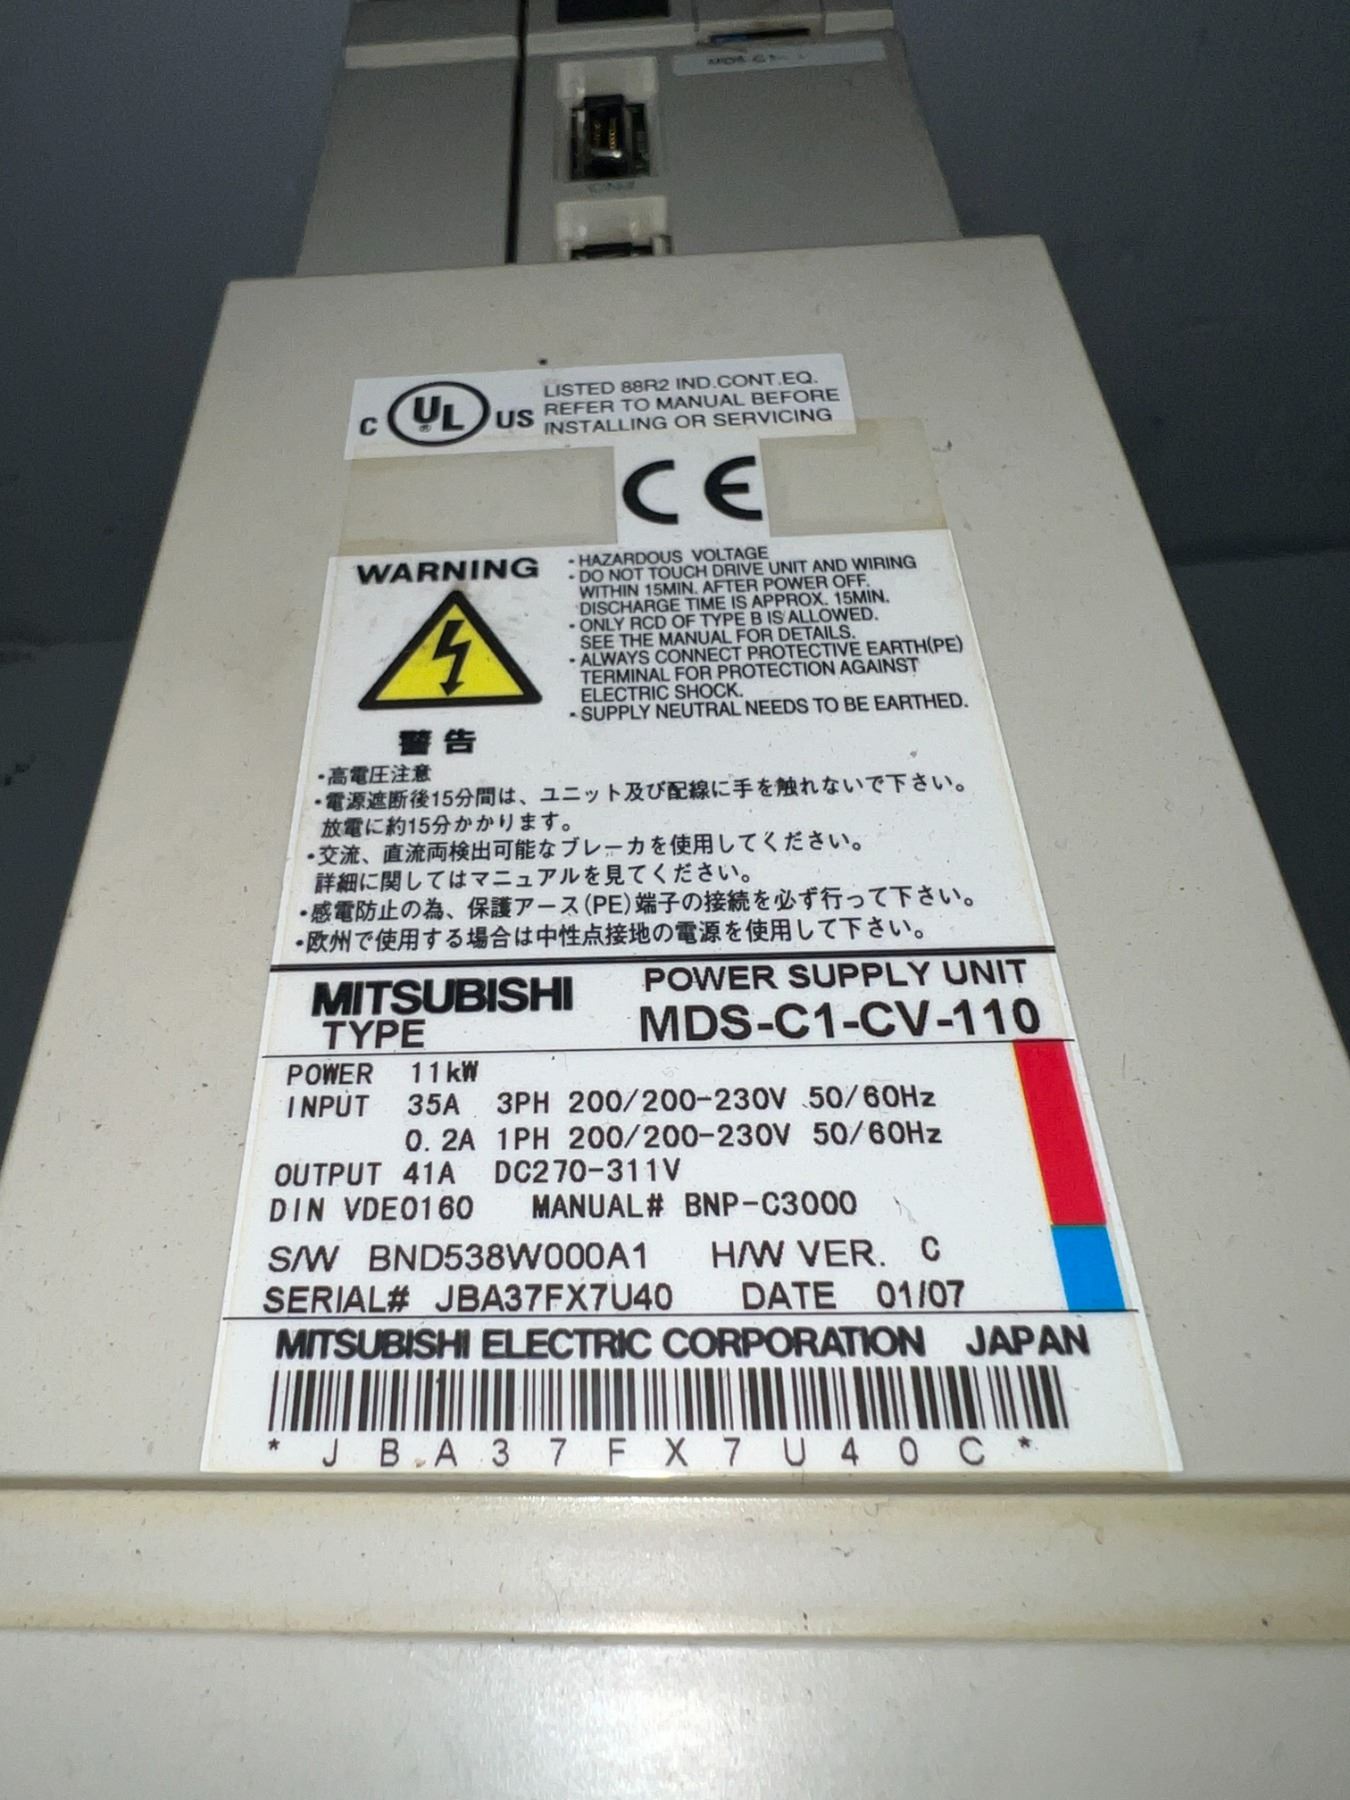 C UL ® US
LISTED 88R2 IND.CONT.EQ.
REFER TO MANUAL BEFORE
INSTALLING OR SERVICING
CE
WARNING
・HAZARDOUS VOLTAGE
・DO NOT TOUCH DRIVE UNIT AND WIRING
WITHIN 15MIN. AFTER POWER OFF.
DISCHARGE TIME IS APPROX. 15MIN.
・ONLY RCD OF TYPE B IS ALLOWED.
SEE THE MANUAL FOR DETAILS.
・ALWAYS CONNECT PROTECTIVE EARTH(PE)
TERMINAL FOR PROTECTION AGAINST
ELECTRIC SHOCK.
・SUPPLY NEUTRAL NEEDS TO BE EARTHED.
警告
・高電圧注意
・電源遮断後15分間は、ユニット及び配線に手を触れないで下さい。
放電に約15分かかります。
・交流、直流両検出可能なブレーカを使用してください。
詳細に関してはマニュアルを見てください。
・感電防止の為、保護アース(PE)端子の接続を必ず行って下さい。
・欧州で使用する場合は中性点接地の電源を使用して下さい。
MITSUBISHI POWER SUPPLY UNIT
TYPE MDS-C1-CV-110
POWER 11kW
INPUT 35A 3PH 200/200-230V 50/60Hz
0.2A 1PH 200/200-230V 50/60Hz
OUTPUT 41A DC270-311V
DIN VDE0160 MANUAL# BNP-C3000
S/W BND538W000A1 H/W VER. C
SERIAL# JBA37FX7U40 DATE 01/07
MITSUBISHI ELECTRIC CORPORATION JAPAN
*JBA37FX7U40C*